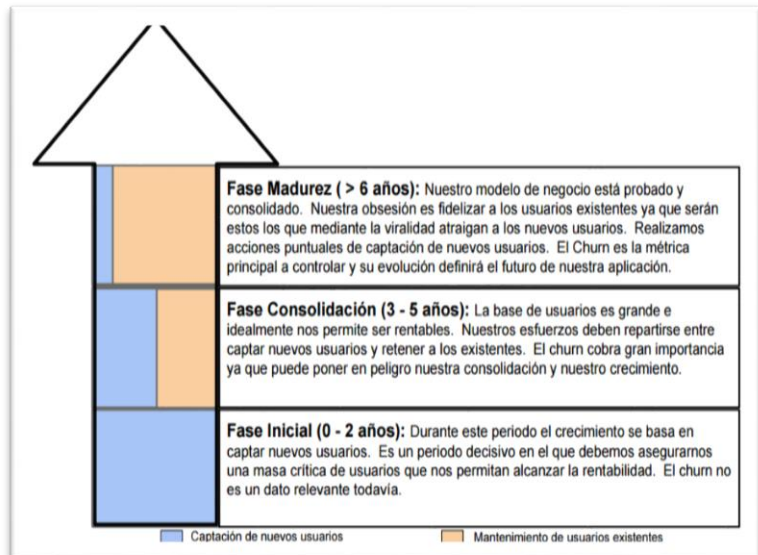 Fase Madurez ( > 6 años): Nuestro modelo de negocio está probado y
consolidado. Nuestra obsesión es fidelizar a los usuarios existentes ya que serán
estos los que mediante la viralidad atraigan a los nuevos usuarios. Realizamos
acciones puntuales de captación de nuevos usuarios. El Churn es la métrica
principal a controlar y su evolución definirá el futuro de nuestra aplicación.
Fase Consolidación (3 - 5 años): La base de usuarios es grande e
idealmente nos permite ser rentables. Nuestros esfuerzos deben repartirse entre
captar nuevos usuarios y retener a los existentes. El churn cobra gran importancia
ya que puede poner en peligro nuestra consolidación y nuestro crecimiento.
Fase Inicial (0 - 2 años): Durante este periodo el crecimiento se basa en
captar nuevos usuarios. Es un periodo decisivo en el que debemos asegurarnos
una masa crítica de usuarios que nos permitan alcanzar la rentabilidad. El churn no
es un dato relevante todavía.
Captación de nuevos usuarios
Mantenimiento de usuarios existentes